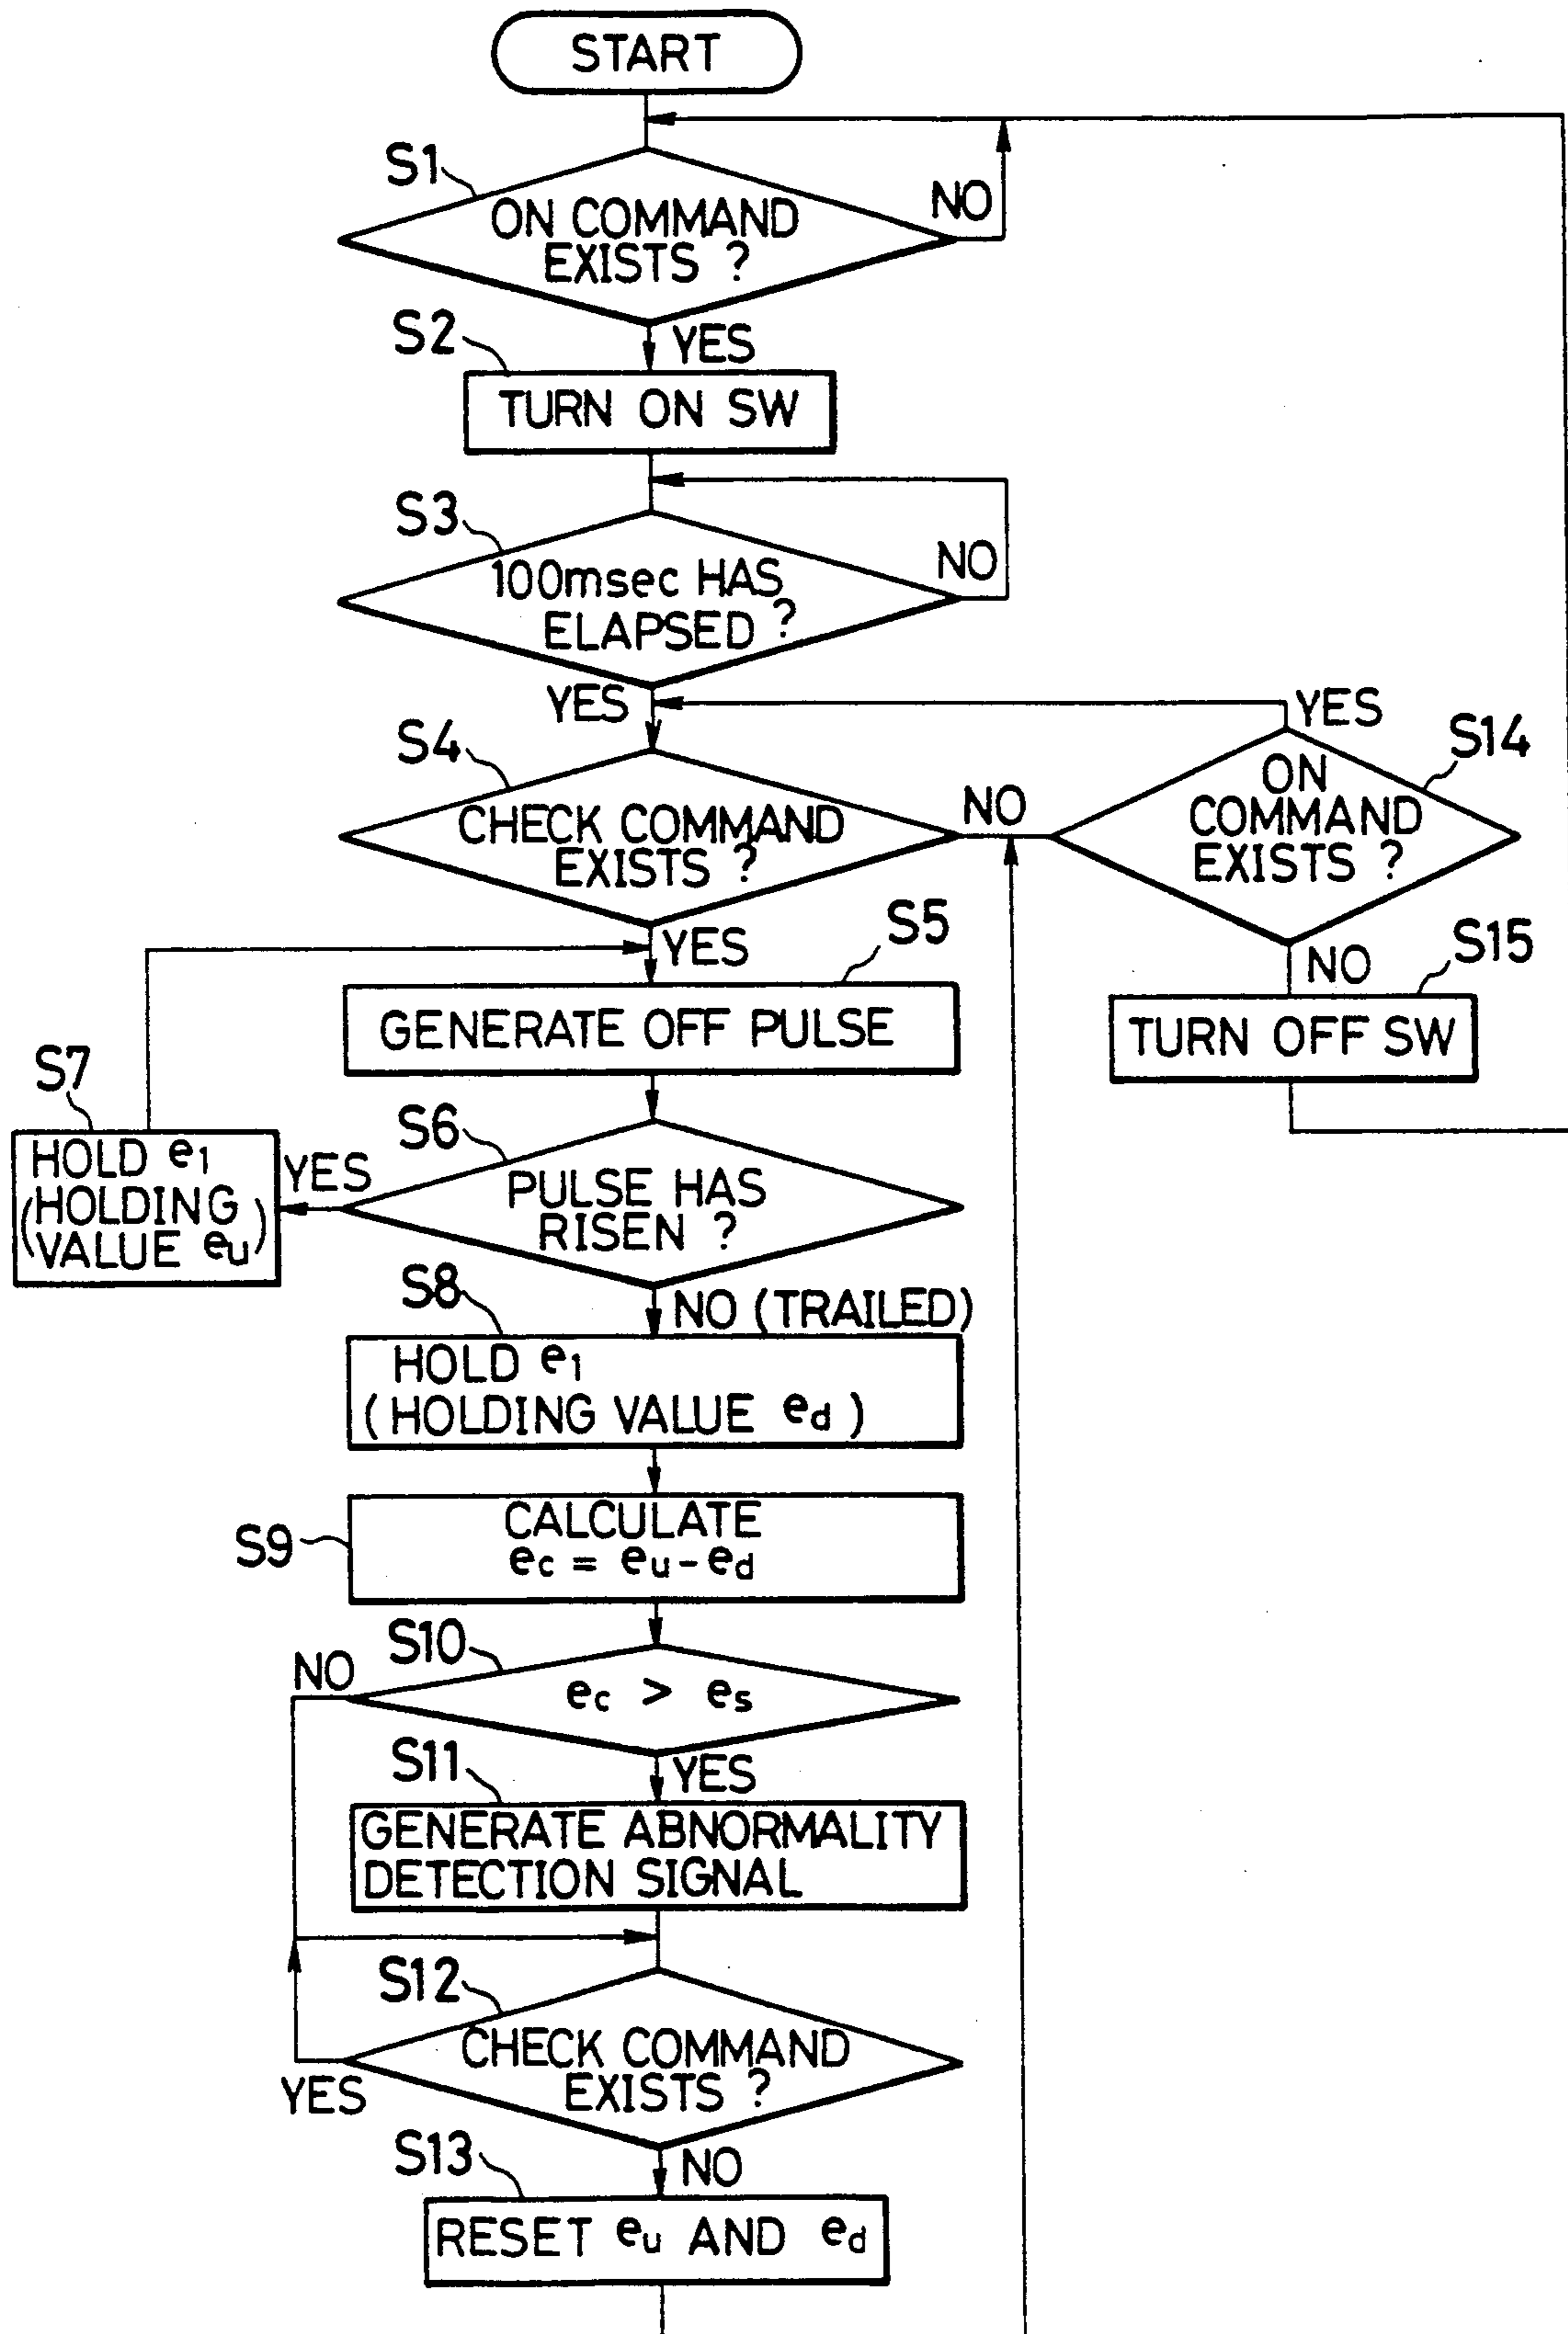 START
S1
ON COMMAND
EXISTS ?
NO
YES
S2
TURN ON SW
S3
100msec HAS
ELAPSED ?
NO
YES
S4
CHECK COMMAND
EXISTS ?
NO
YES
S14
ON
COMMAND
EXISTS ?
YES
NO
S15
TURN OFF SW
S5
GENERATE OFF PULSE
S6
PULSE HAS
RISEN ?
YES
S7
HOLD e1
(HOLDING
VALUE eu)
NO (TRAILED)
S8
HOLD e1
(HOLDING VALUE ed)
S9
CALCULATE
ec = eu - ed
S10
ec > es
NO
YES
S11
GENERATE ABNORMALITY
DETECTION SIGNAL
S12
CHECK COMMAND
EXISTS ?
YES
NO
S13
RESET eu AND ed